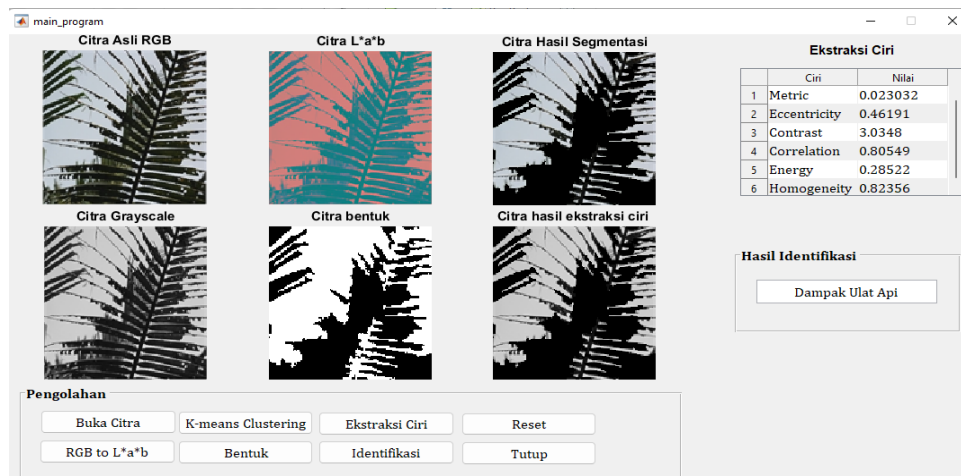 main_program
Citra Asli RGB
Citra L*a*b
Citra Hasil Segmentasi
Ekstraksi Ciri
Ciri Nilai
1 Metric 0.023032
2 Eccentricity 0.46191
3 Contrast 3.0348
4 Correlation 0.80549
5 Energy 0.28522
6 Homogeneity 0.82356
Citra Grayscale
Citra bentuk
Citra hasil ekstraksi ciri
Hasil Identifikasi
Dampak Ulat Api
Pengolahan
Buka Citra
K-means Clustering
Ekstraksi Ciri
Reset
RGB to L*a*b
Bentuk
Identifikasi
Tutup